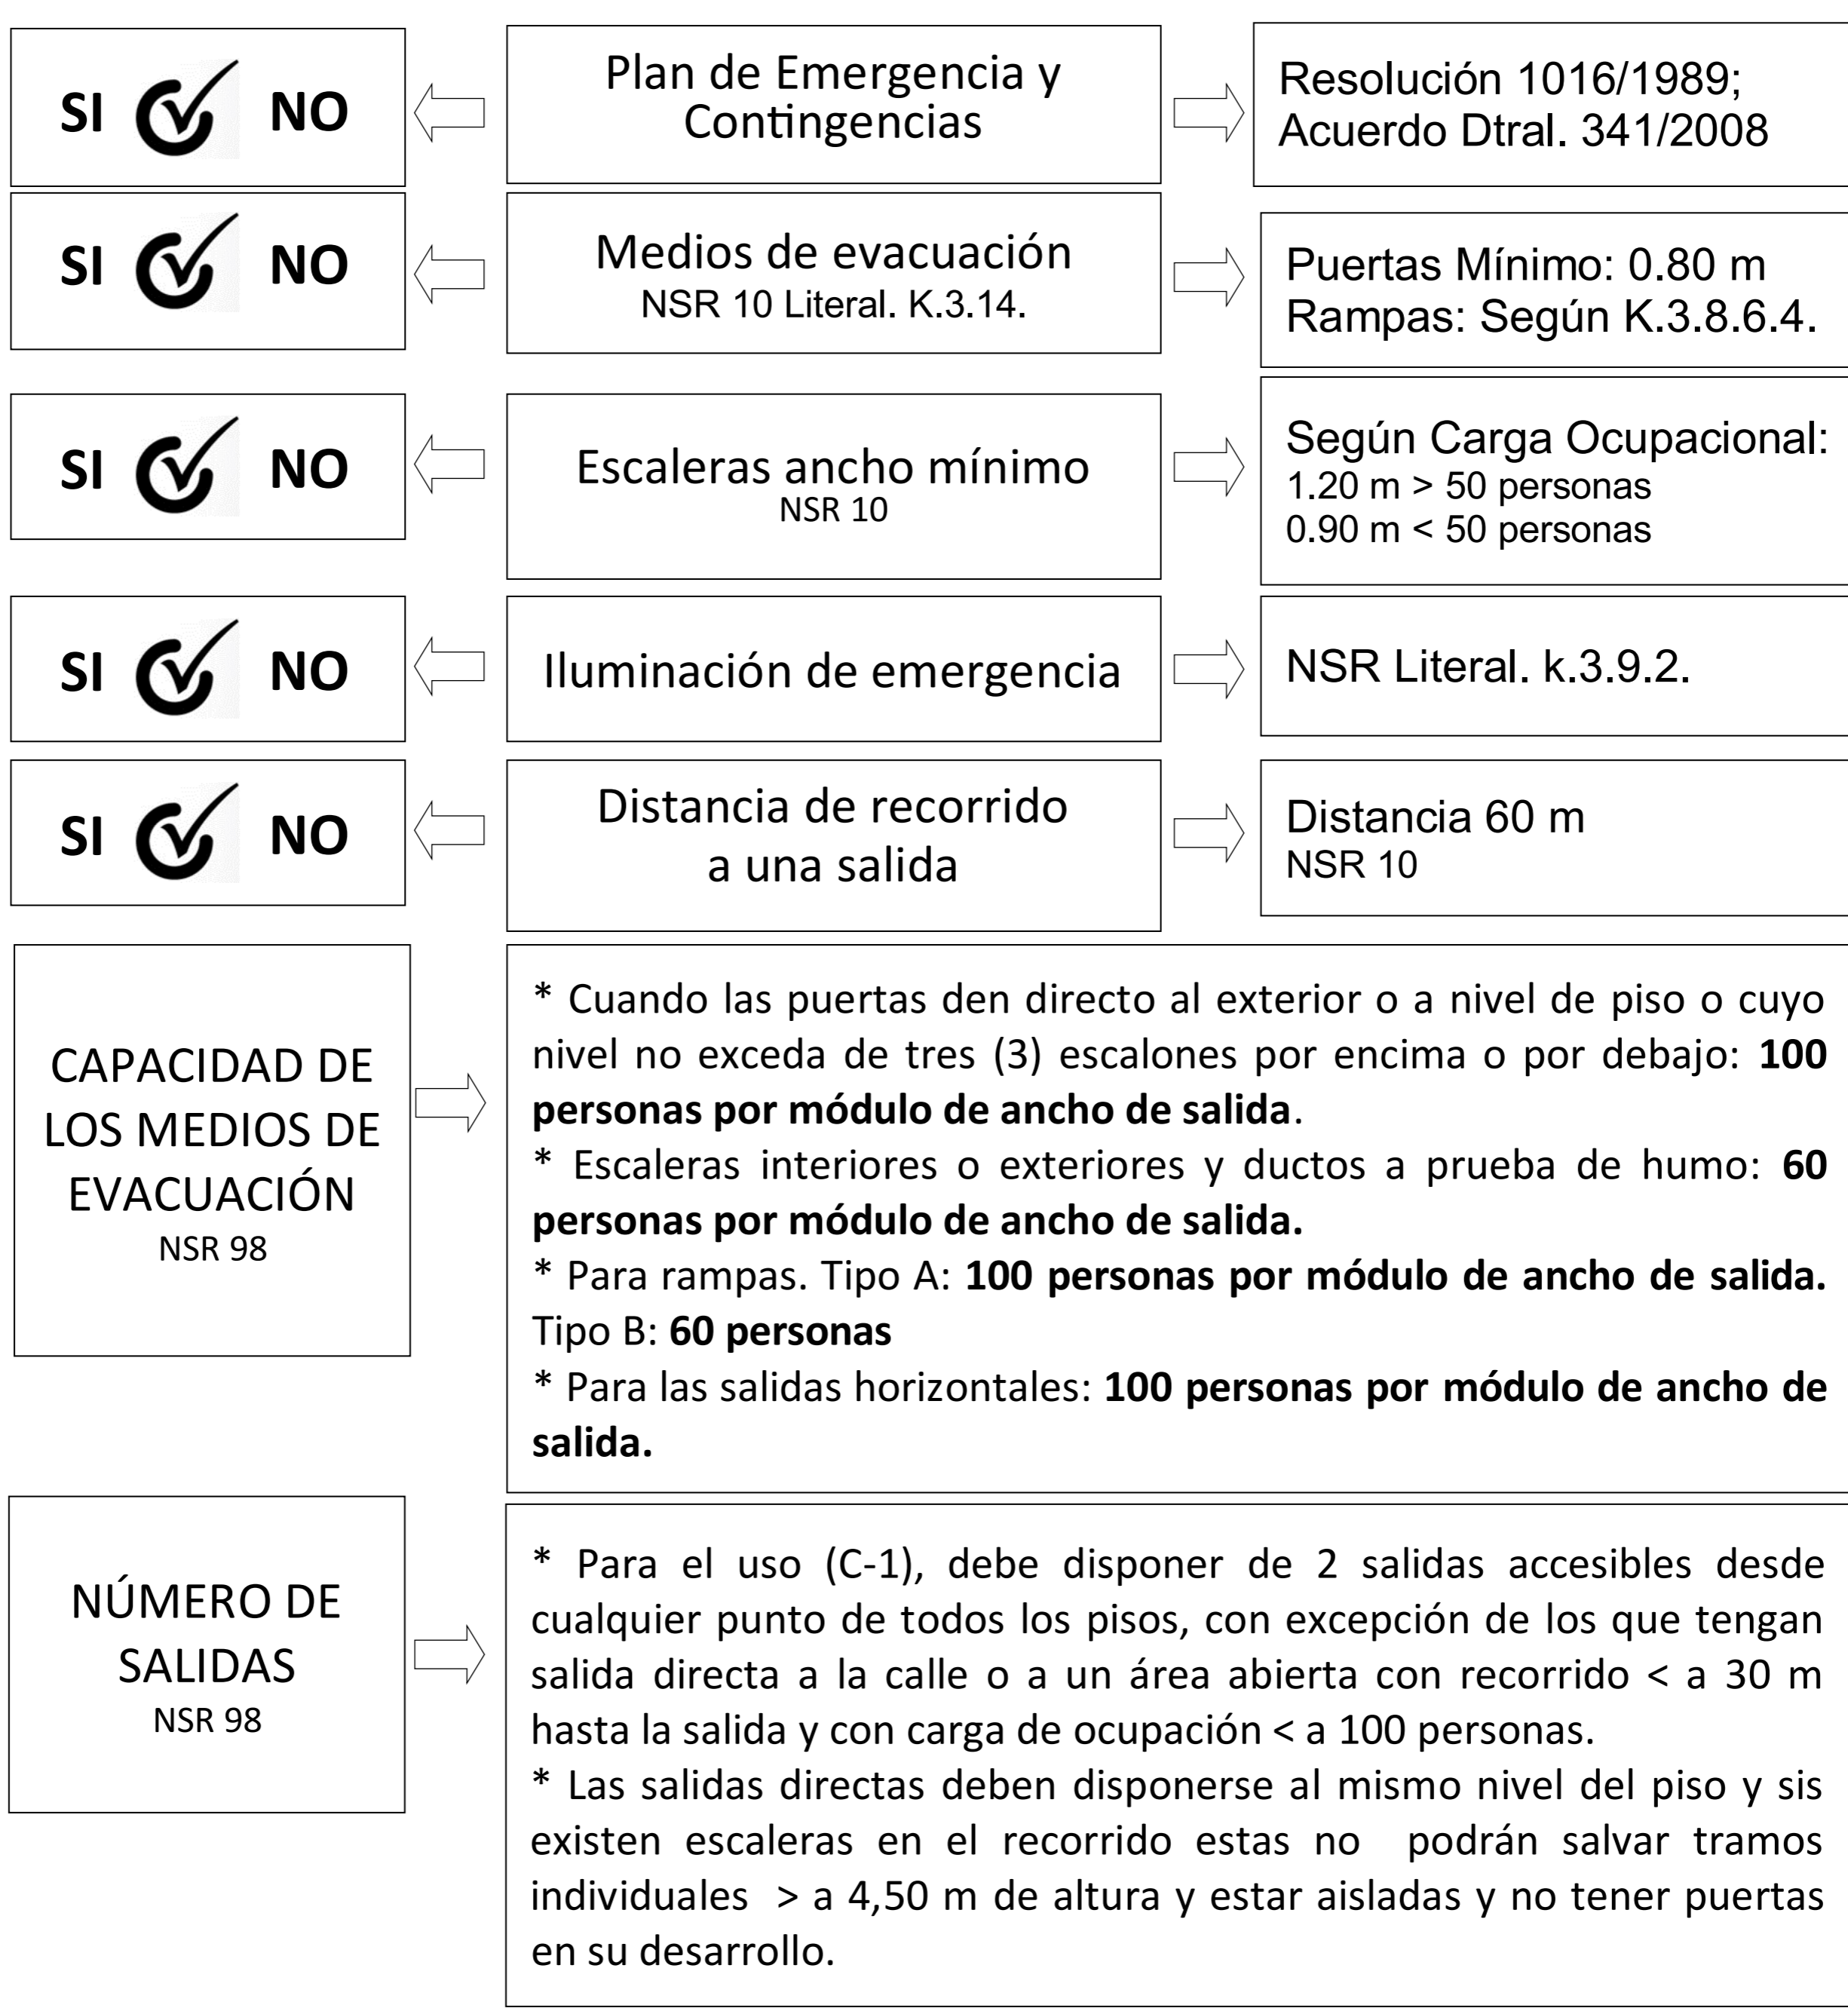 SI NO
Plan de Emergencia y
Contingencias
Resolución 1016/1989;
Acuerdo Dtral. 341/2008
SI NO
Medios de evacuación
NSR 10 Literal. K.3.14.
Puertas Mínimo: 0.80 m
Rampas: Según K.3.8.6.4.
SI NO
Escaleras ancho mínimo
NSR 10
Según Carga Ocupacional:
1.20 m > 50 personas
0.90 m < 50 personas
SI NO
Iluminación de emergencia
NSR Literal. k.3.9.2.
SI NO
Distancia de recorrido
a una salida
Distancia 60 m
NSR 10
CAPACIDAD DE
LOS MEDIOS DE
EVACUACIÓN
NSR 98
* Cuando las puertas den directo al exterior o a nivel de piso o cuyo
nivel no exceda de tres (3) escalones por encima o por debajo: 100
personas por módulo de ancho de salida.
* Escaleras interiores o exteriores y ductos a prueba de humo: 60
personas por módulo de ancho de salida.
* Para rampas. Tipo A: 100 personas por módulo de ancho de salida.
Tipo B: 60 personas
* Para las salidas horizontales: 100 personas por módulo de ancho de
salida.
NÚMERO DE
SALIDAS
NSR 98
* Para el uso (C-1), debe disponer de 2 salidas accesibles desde
cualquier punto de todos los pisos, con excepción de los que tengan
salida directa a la calle o a un área abierta con recorrido < a 30 m
hasta la salida y con carga de ocupación < a 100 personas.
* Las salidas directas deben disponerse al mismo nivel del piso y sis
existen escaleras en el recorrido estas no podrán salvar tramos
individuales > a 4,50 m de altura y estar aisladas y no tener puertas
en su desarrollo.